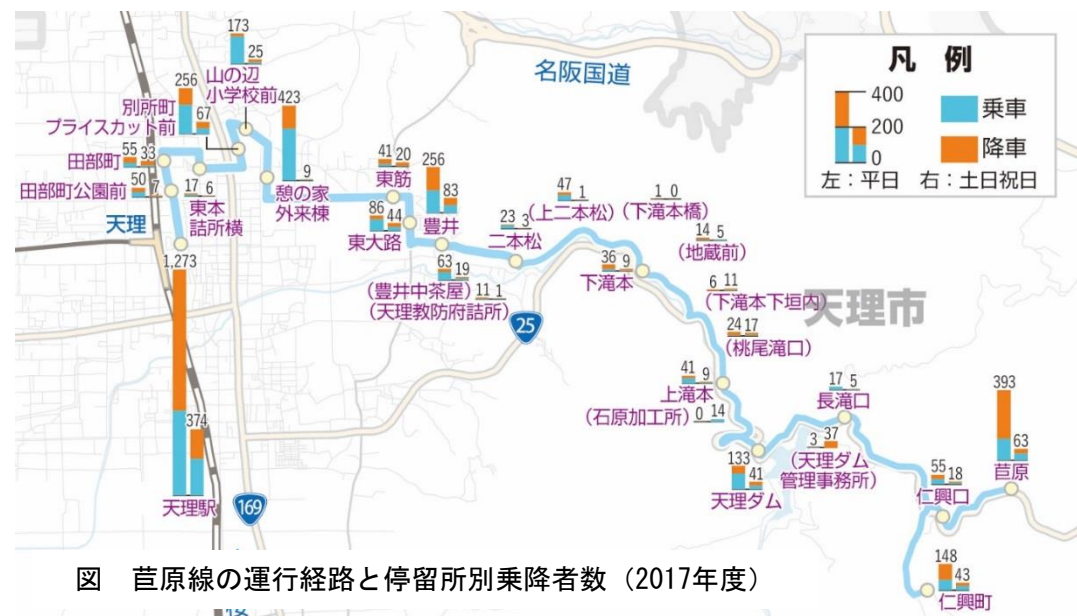 173
25
山の辺
小学校前
256
67
別所町
プライスカット前
423
9
憩の家
外来棟
55 33
田部町
50 7
田部町公園前
17 6
東本
詰所横
天理
1,273
374
天理駅
169
名阪国道
41 20
東筋
86 44
東大路
256
83
豊井
63 19
(豊井中茶屋)
11 1
(天理教防府詰所)
23 3
二本松
47 1
(上二本松)
1 0
(下滝本橋)
36 9
下滝本
14 5
(地蔵前)
6 11
(下滝本下垣内)
24 17
(桃尾滝口)
天理市
25
41 9
上滝本
(石原加工所)
0 14
133
41
天理ダム
17 5
長滝口
3 37
(天理ダム
管理事務所)
55 18
仁興口
393
63
苣原
148
43
仁興町
凡 例
400
200
0
乗車
降車
左：平日 右：土日祝日
図 苣原線の運行経路と停留所別乗降者数（2017年度）